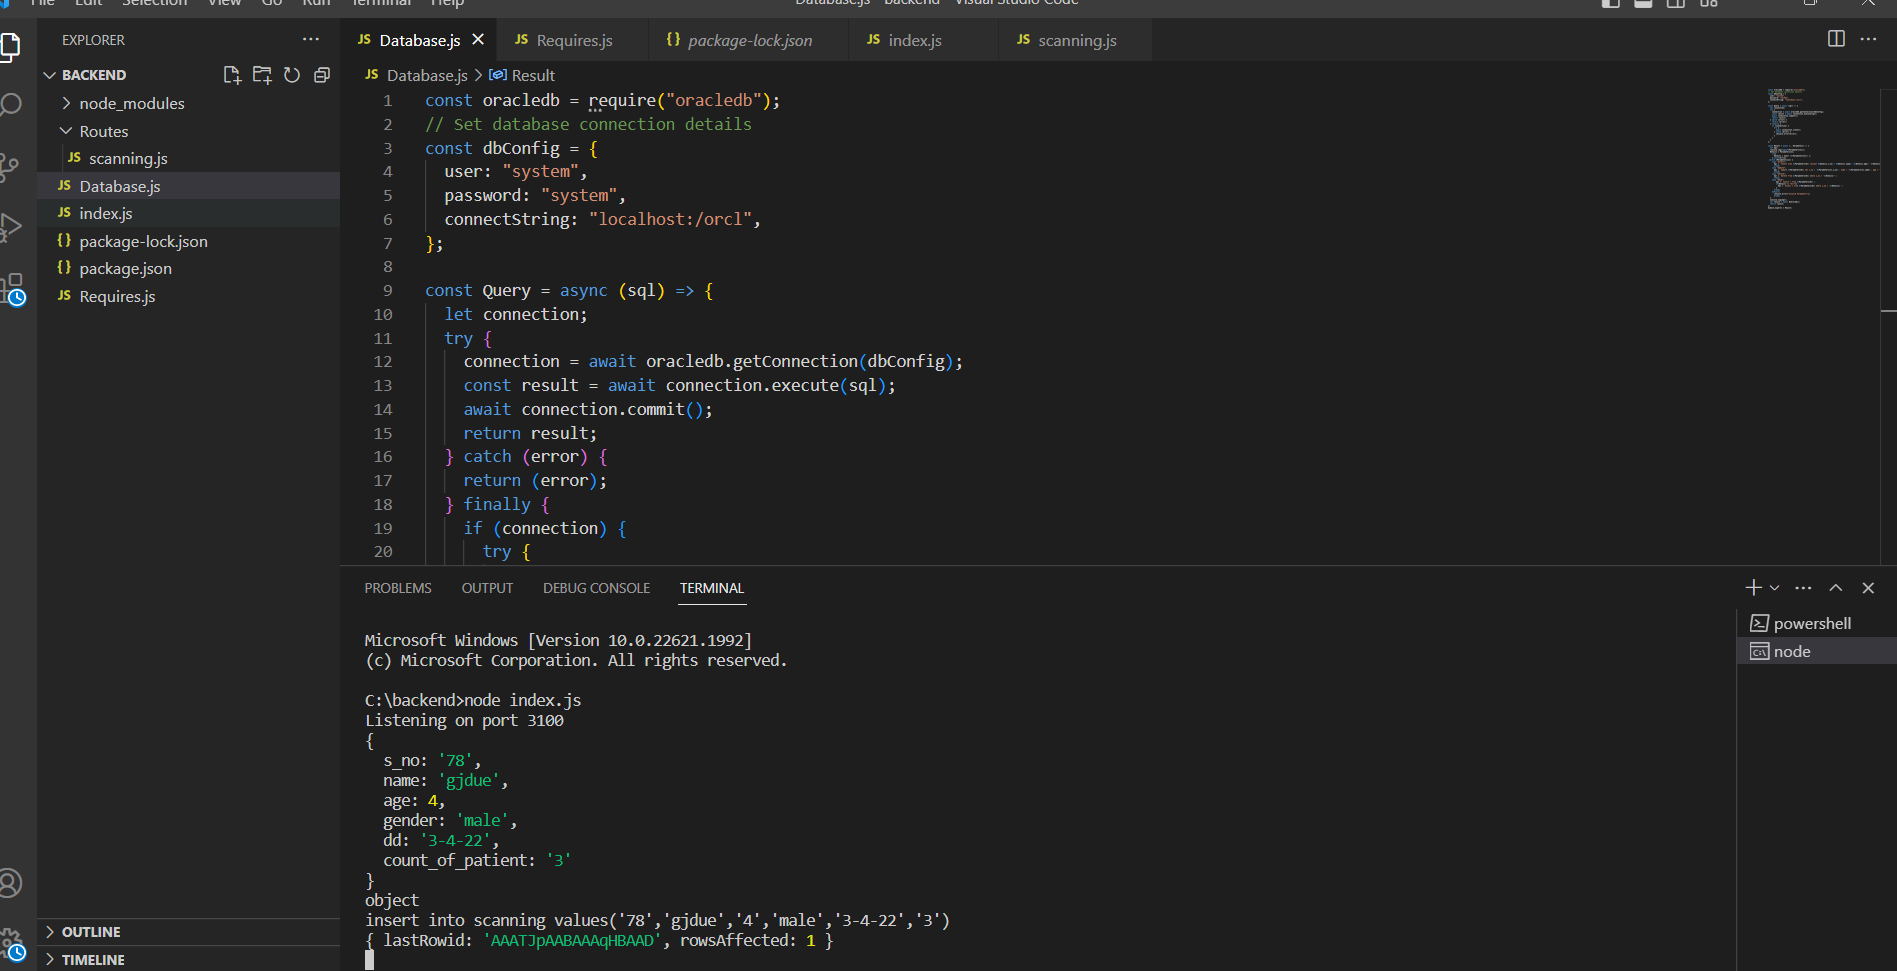 File Edit Selection View Go Run Terminal Help
Database.js - backend - Visual Studio Code
EXPLORER
BACKEND
node_modules
Routes
JS scanning.js
JS Database.js
JS index.js
{} package-lock.json
{} package.json
JS Requires.js
OUTLINE
TIMELINE
JS Database.js
JS Requires.js
{} package-lock.json
JS index.js
JS scanning.js
JS Database.js > Result
1 const oracledb = require("oracledb");
2 // Set database connection details
3 const dbConfig = {
4 user: "system",
5 password: "system",
6 connectString: "localhost:/orcl",
7 };
8
9 const Query = async (sql) => {
10 let connection;
11 try {
12 connection = await oracledb.getConnection(dbConfig);
13 const result = await connection.execute(sql);
14 await connection.commit();
15 return result;
16 } catch (error) {
17 return (error);
18 } finally {
19 if (connection) {
20 try {
PROBLEMS OUTPUT DEBUG CONSOLE TERMINAL
Microsoft Windows [Version 10.0.22621.1992]
(c) Microsoft Corporation. All rights reserved.
C:\backend>node index.js
Listening on port 3100
{
s_no: '78',
name: 'gjdue',
age: 4,
gender: 'male',
dd: '3-4-22',
count_of_patient: '3'
}
object
insert into scanning values('78','gjdue','4','male','3-4-22','3')
{ lastRowid: 'AAATJpAABAAAqHBAAD', rowsAffected: 1 }
powershell
node